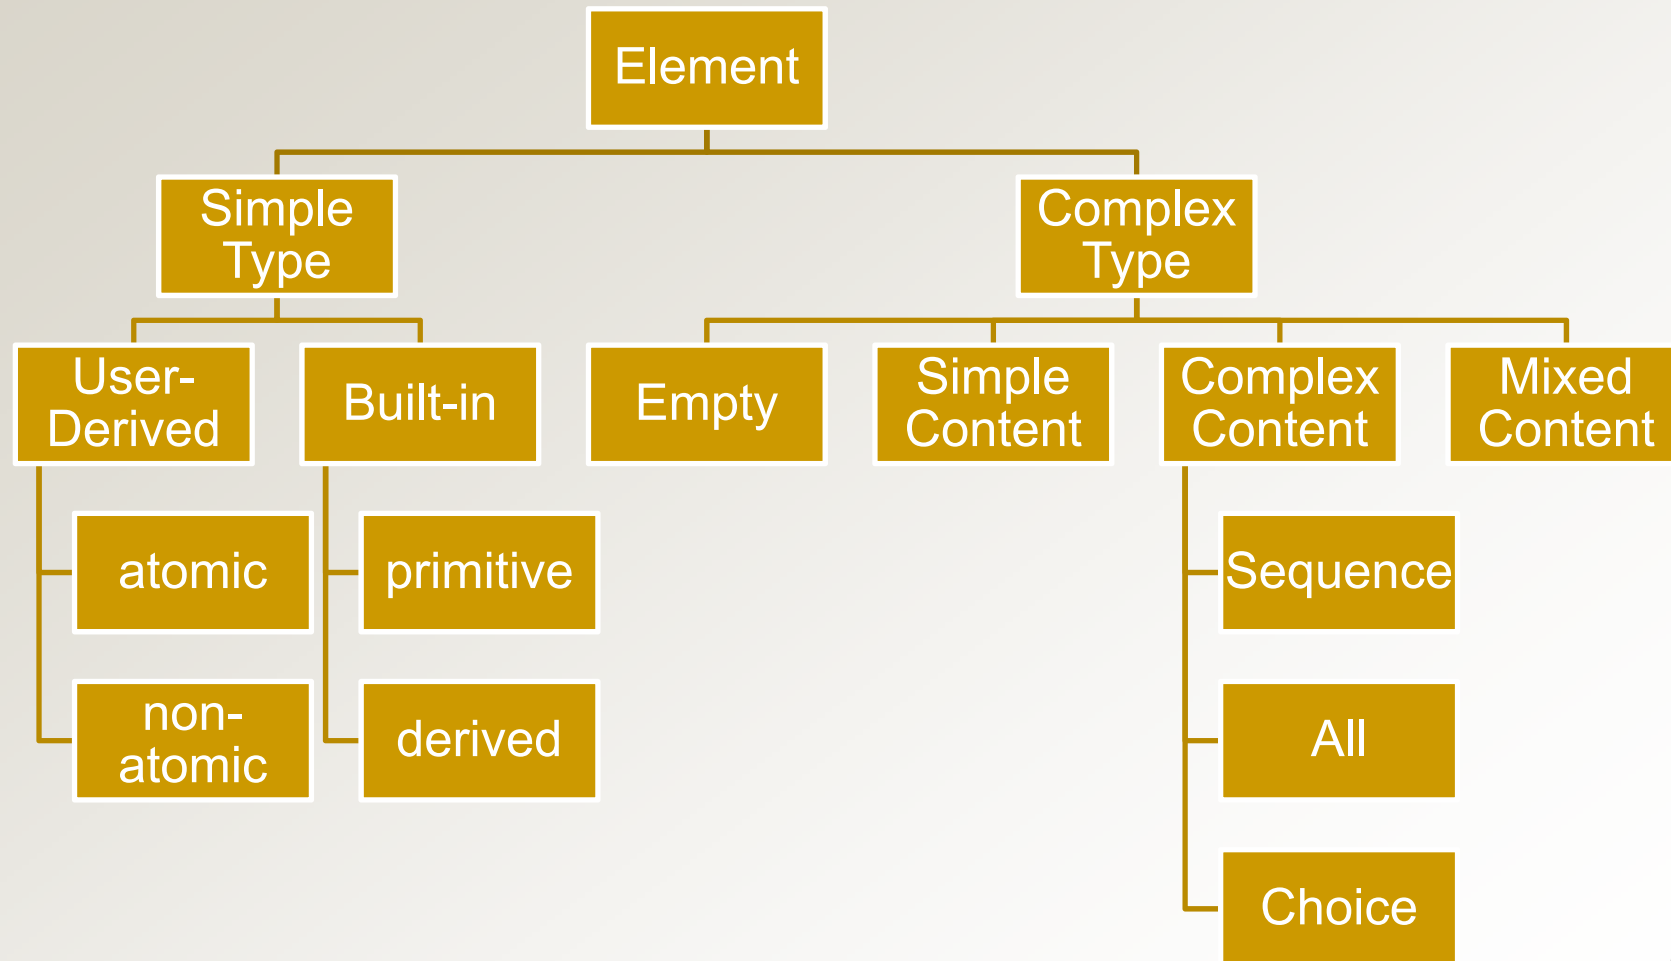 Element
Simple
Type
Complex
Type
User-
Derived
Built-in
Empty
Simple
Content
Complex
Content
Mixed
Content
atomic
primitive
Sequence
non-
atomic
derived
All
Choice